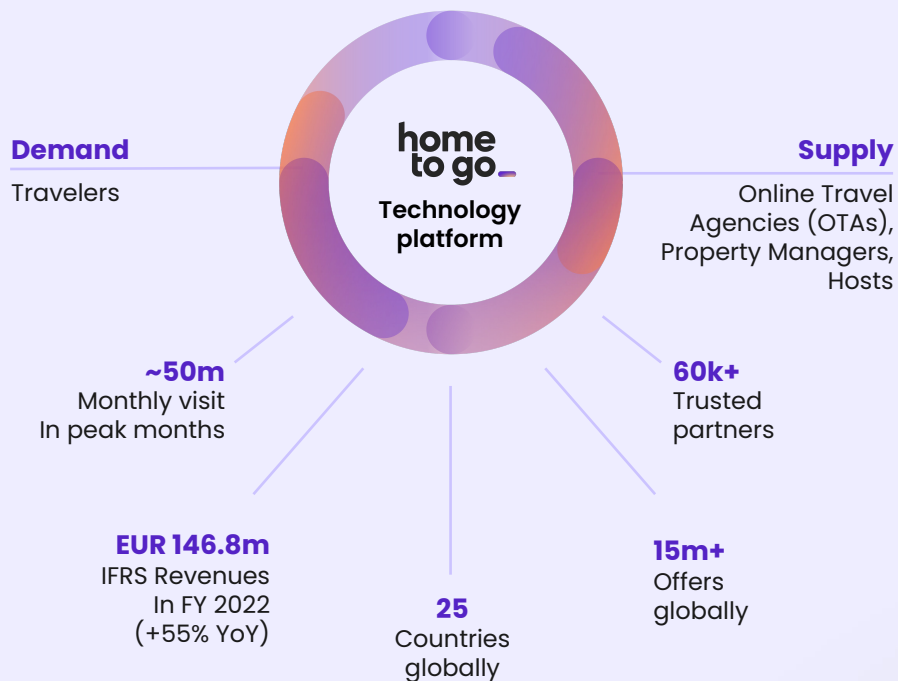 home
to go_
Technology
platform
Demand
Travelers
Supply
Online Travel
Agencies (OTAs),
Property Managers,
Hosts
~50m
Monthly visit
In peak months
60k+
Trusted
partners
EUR 146.8m
IFRS Revenues
In FY 2022
(+55% YoY)
25
Countries
globally
15m+
Offers
globally